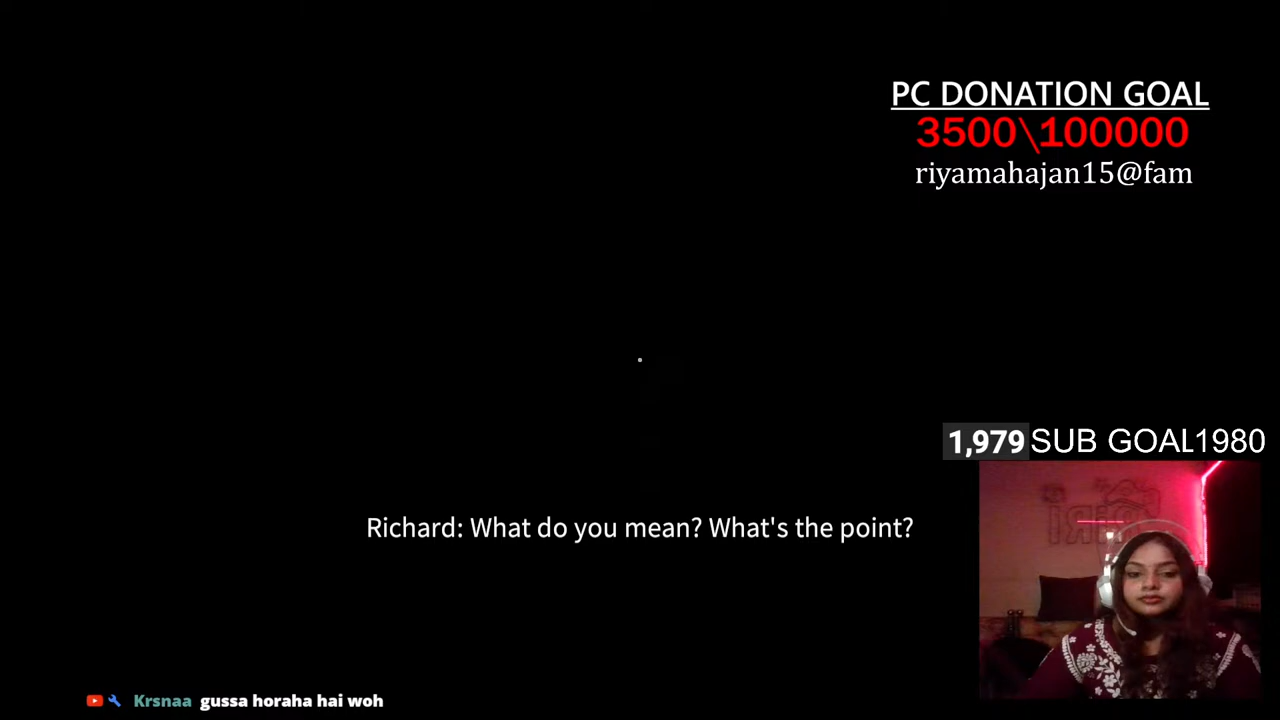 PC DONATION GOAL
3500\100000
riyamahajan15@fam
1,979 SUB GOAL1980
Richard: What do you mean? What's the point?
Krsnaa gussa horaha hai woh